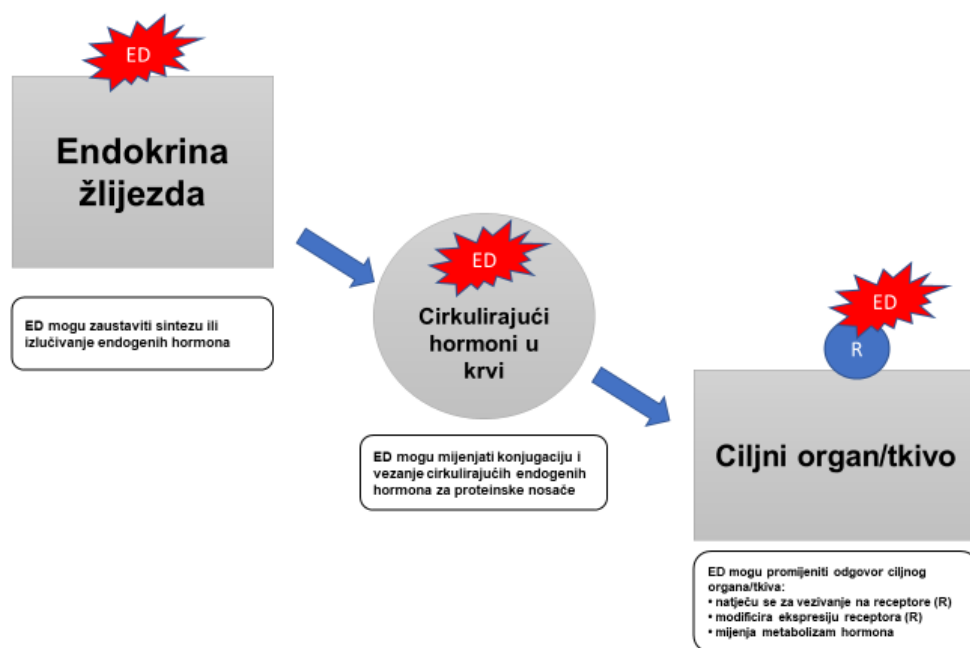 ED
Endokrina
žlijezda
ED mogu zaustaviti sintezu ili
izlučivanje endogenih hormona
ED
Cirkulirajući
hormoni u
krvi
ED mogu mijenjati konjugaciju i
vezanje cirkulirajućih endogenih
hormona za proteinske nosače
ED
R
Ciljni organ/tkivo
ED mogu promijeniti odgovor ciljnog
organa/tkiva:
• natječu se za vezivanje na receptore (R)
• modificira ekspresiju receptora (R)
• mijenja metabolizam hormona